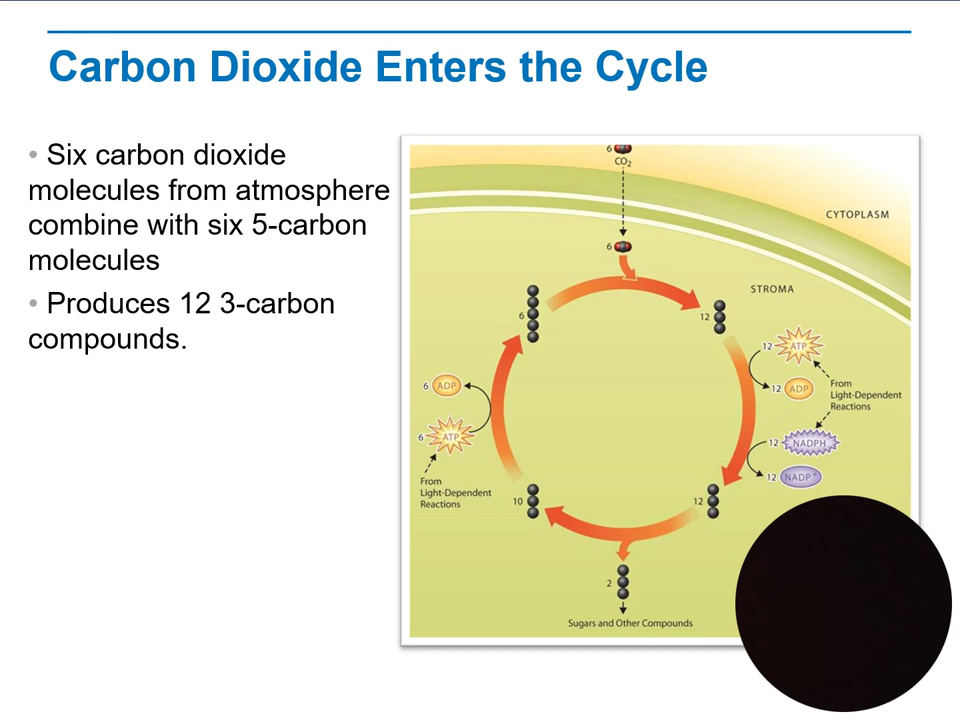 Carbon Dioxide Enters the Cycle
• Six carbon dioxide
molecules from atmosphere
combine with six 5-carbon
molecules
• Produces 12 3-carbon
compounds.
6
CO₂
CYTOPLASM
6
STROMA
6
12
12 ATP
12 ADP
From
Light-Dependent
Reactions
12 NADPH
12 NADP⁺
6 ADP
6 ATP
From
Light-Dependent
Reactions
10
12
2
Sugars and Other Compounds